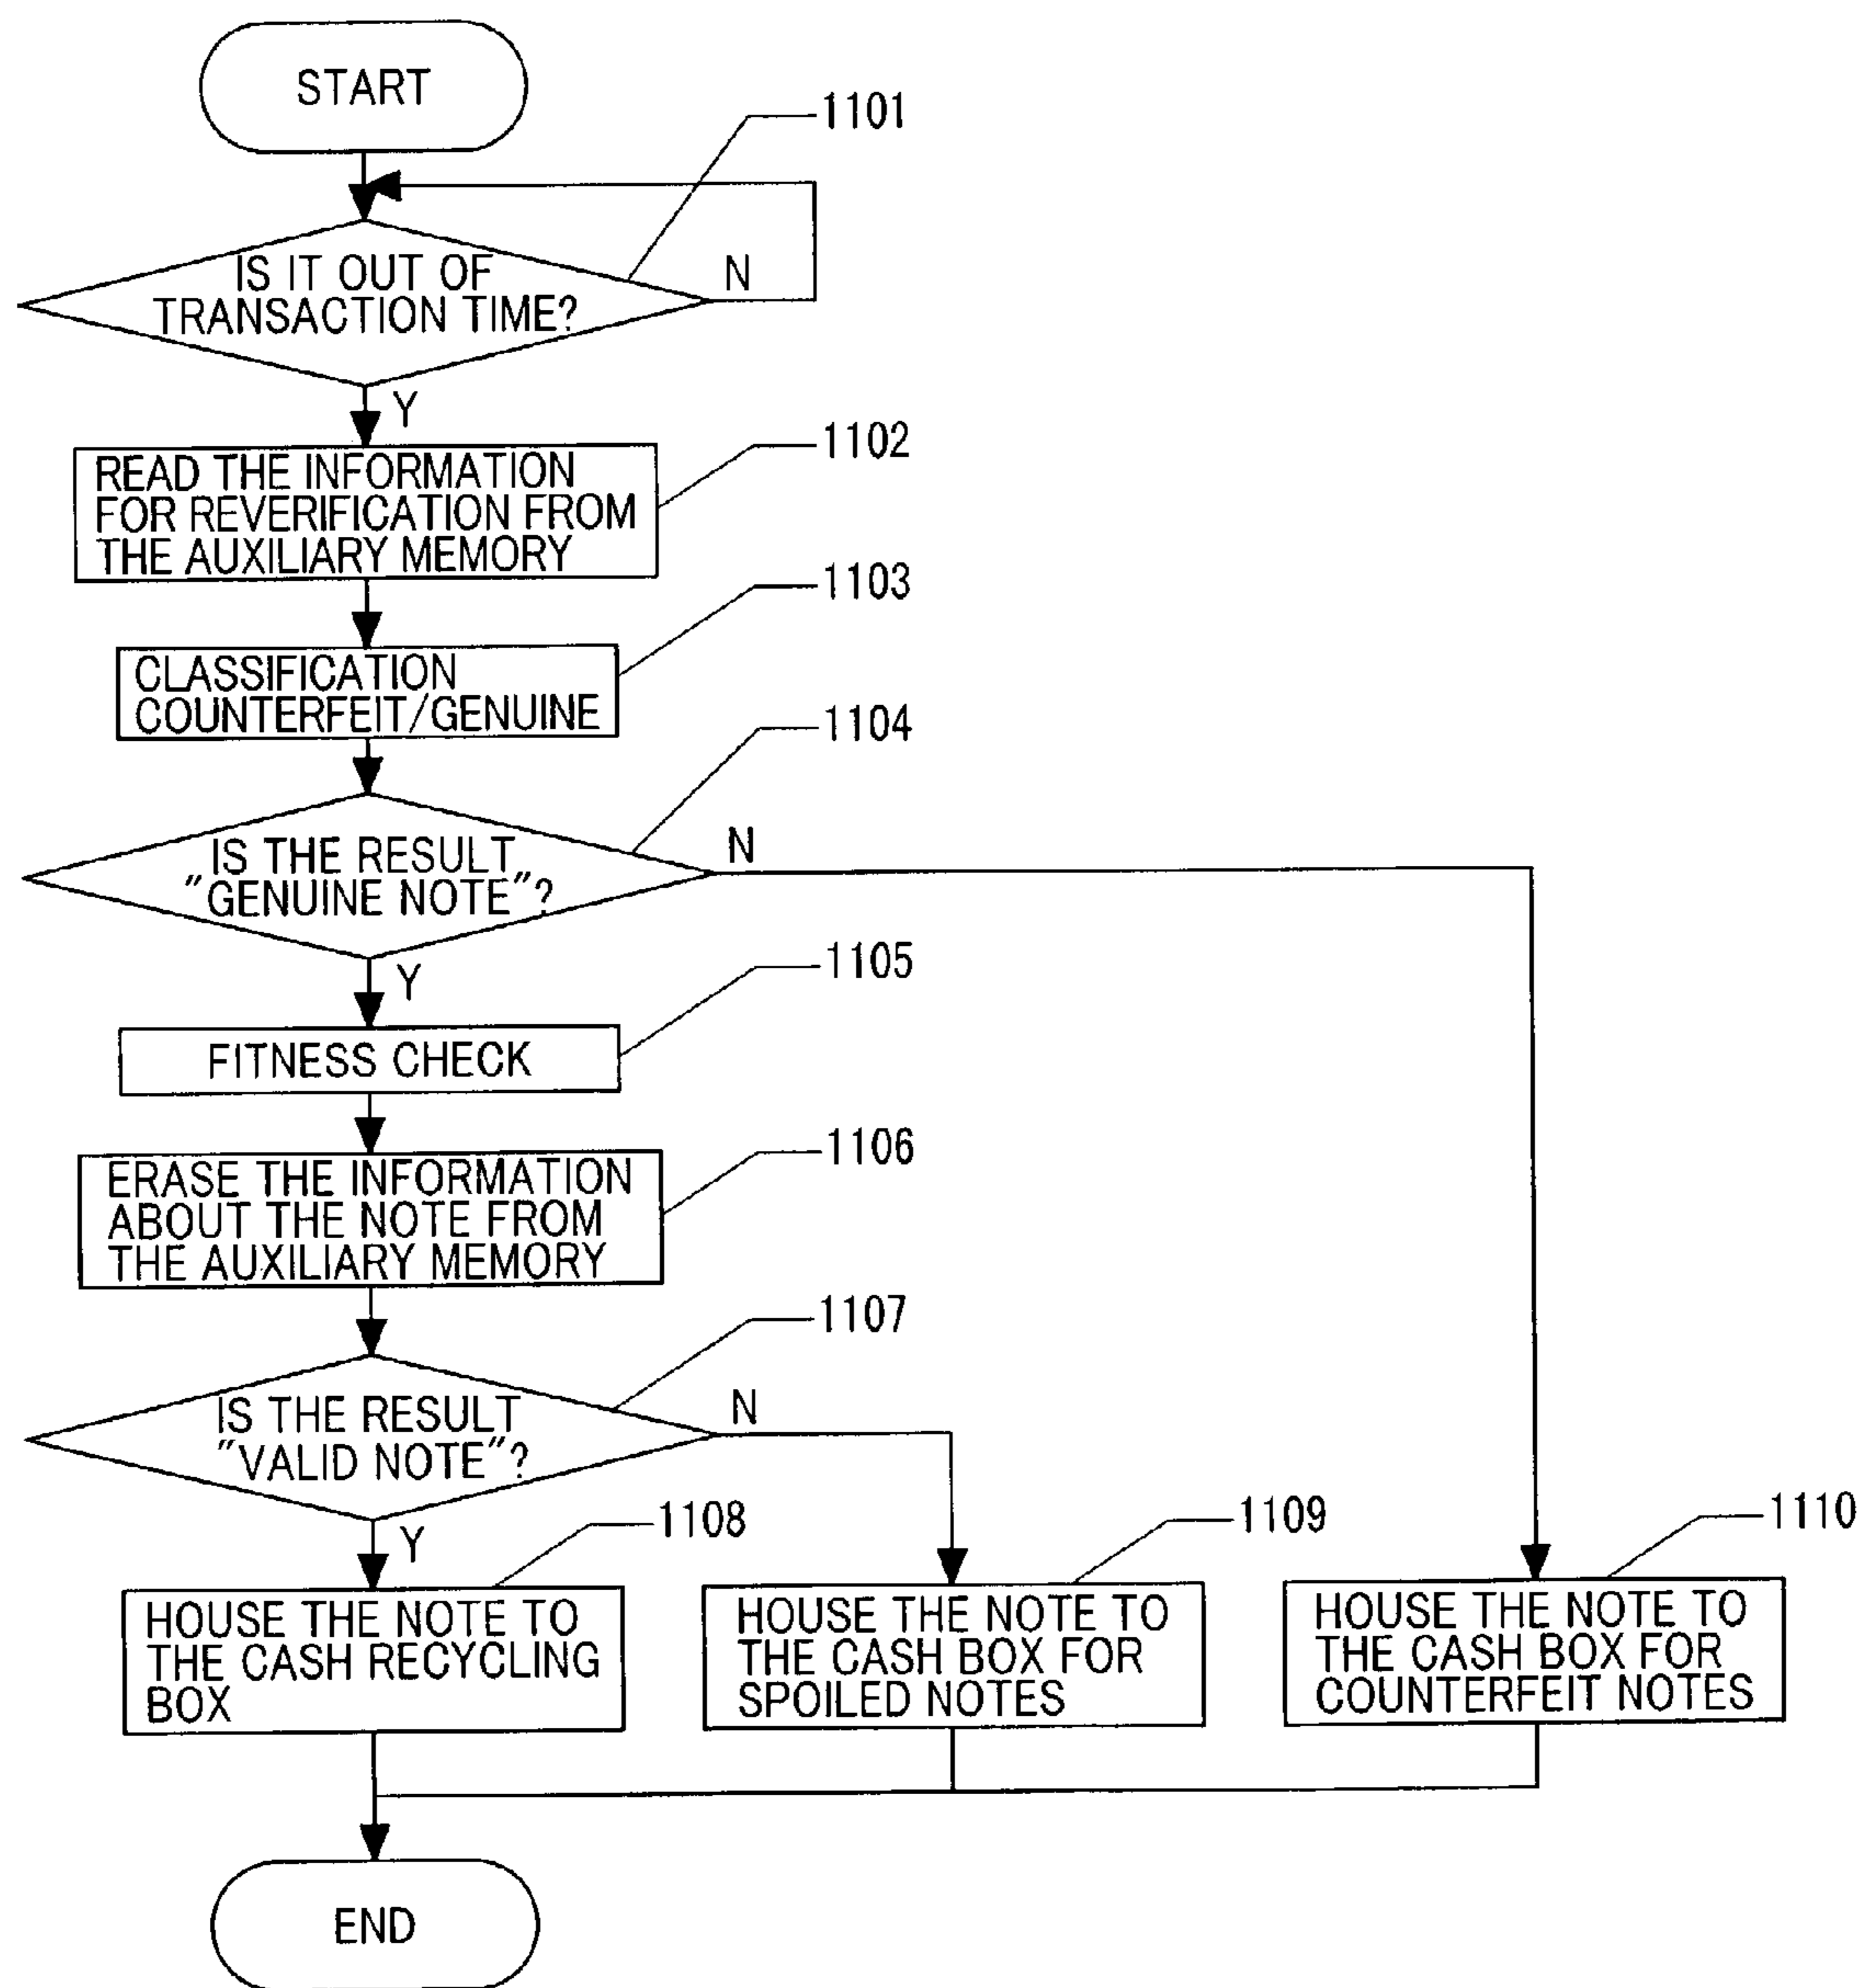 START
1101
IS IT OUT OF
TRANSACTION TIME?
N
Y
1102
READ THE INFORMATION
FOR REVERIFICATION FROM
THE AUXILIARY MEMORY
1103
CLASSIFICATION
COUNTERFEIT/GENUINE
1104
IS THE RESULT
"GENUINE NOTE"?
N
Y
1105
FITNESS CHECK
1106
ERASE THE INFORMATION
ABOUT THE NOTE FROM
THE AUXILIARY MEMORY
1107
IS THE RESULT
"VALID NOTE"?
N
Y
1108
HOUSE THE NOTE TO
THE CASH RECYCLING
BOX
1109
HOUSE THE NOTE TO
THE CASH BOX FOR
SPOILED NOTES
1110
HOUSE THE NOTE TO
THE CASH BOX FOR
COUNTERFEIT NOTES
END